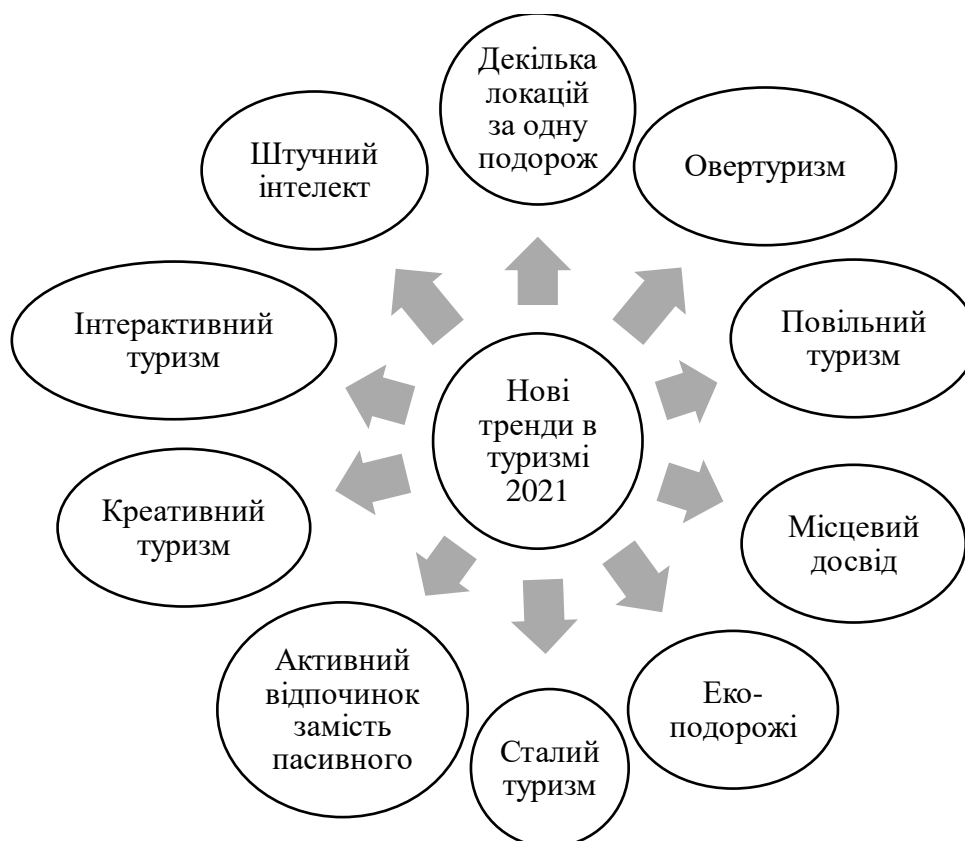 Декілька
локацій
за одну
подорож
Овертуризм
Повільний
туризм
Місцевий
досвід
Еко-
подорожі
Сталий
туризм
Активний
відпочинок
замість
пасивного
Креативний
туризм
Інтерактивний
туризм
Штучний
інтелект
Нові
тренди в
туризмі
2021